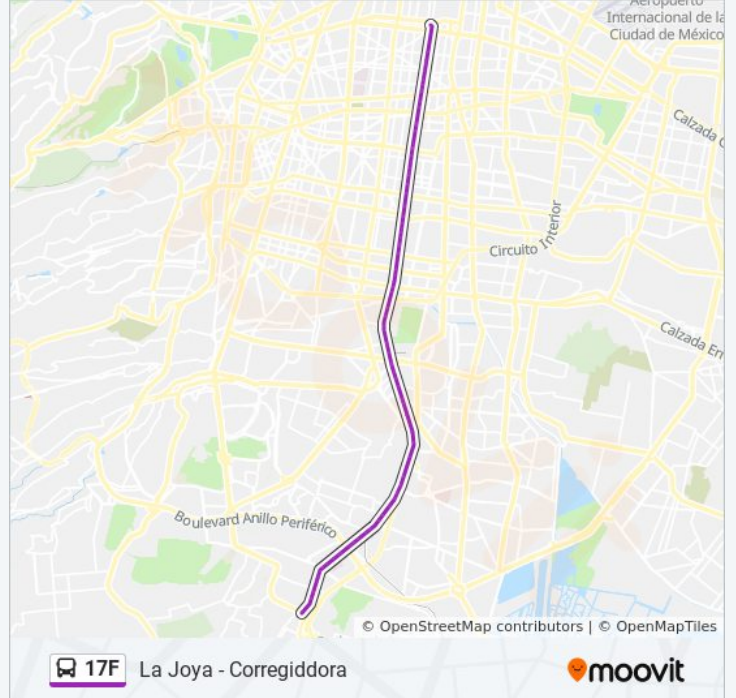 Aeropuerto
Internacional de la
Ciudad de México
Calzada
Circuito Interior
Calzada
Boulevard Anillo Periférico
© OpenStreetMap contributors | © OpenMapTiles
17F La Joya - Corregiddora
moovit